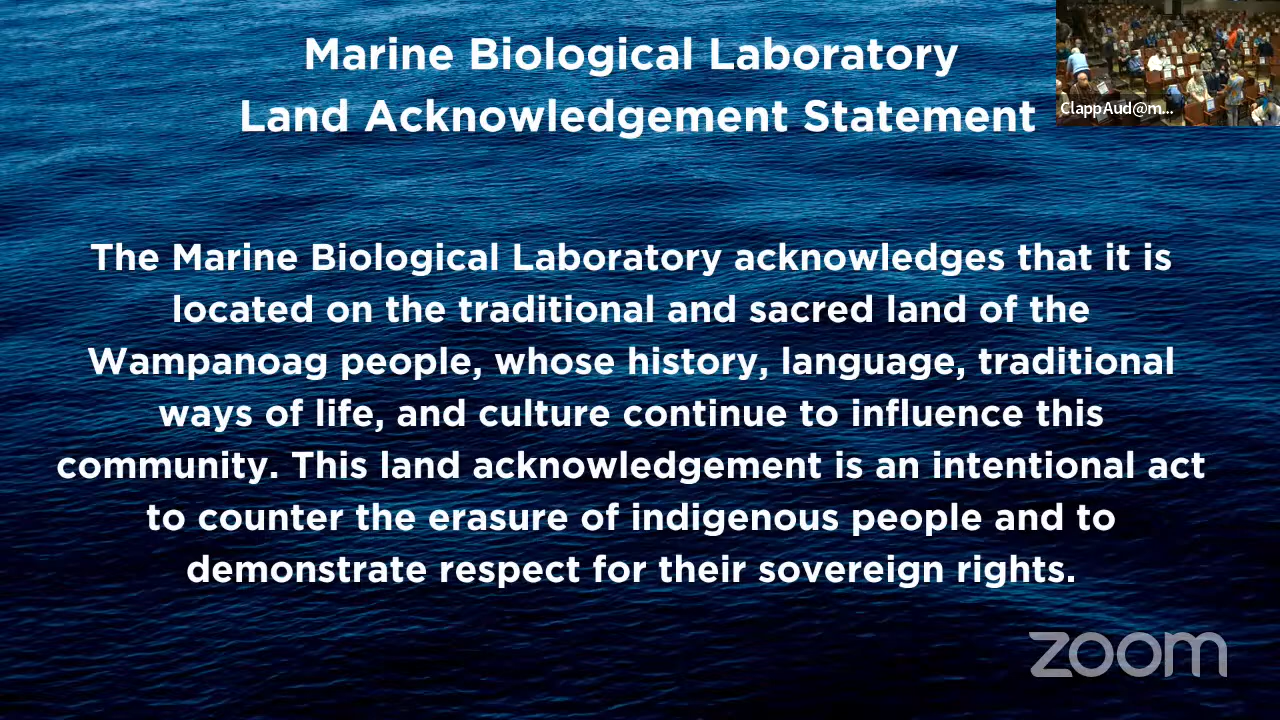 Marine Biological Laboratory
Land Acknowledgement Statement
ClappAud@m...
The Marine Biological Laboratory acknowledges that it is
located on the traditional and sacred land of the
Wampanoag people, whose history, language, traditional
ways of life, and culture continue to influence this
community. This land acknowledgement is an intentional act
to counter the erasure of indigenous people and to
demonstrate respect for their sovereign rights.
zoom